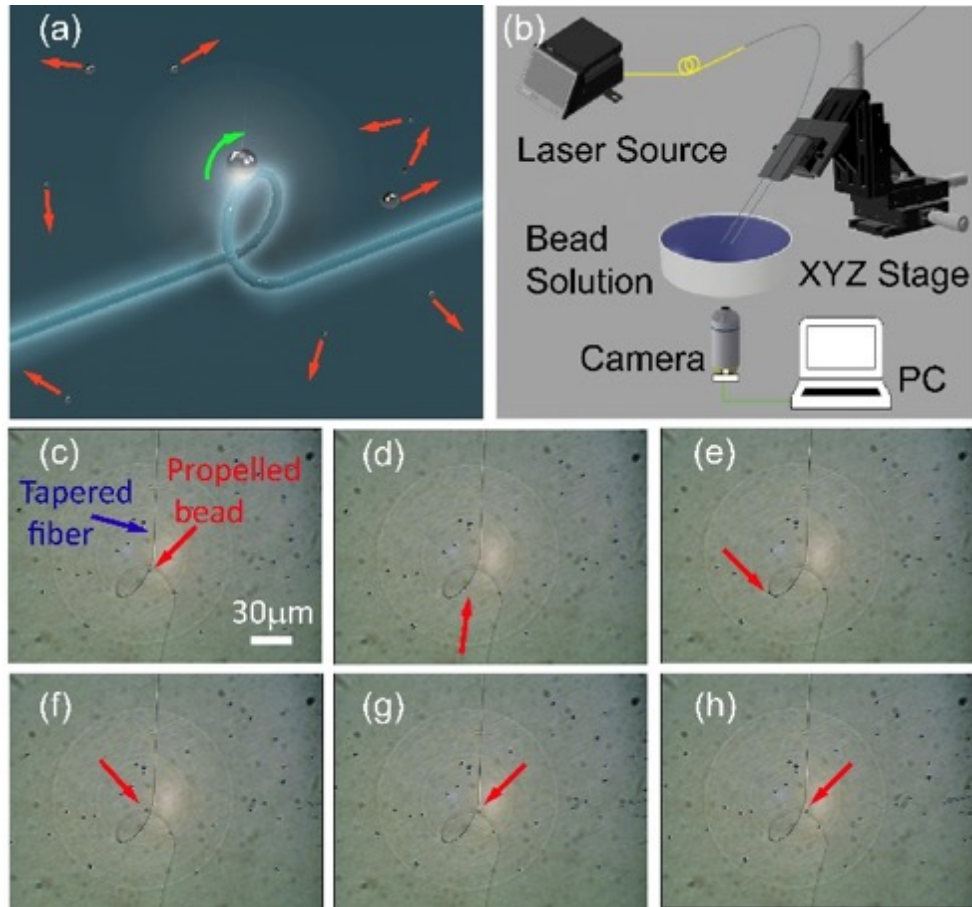 (a)
(b)
Laser Source
Bead
Solution
XYZ Stage
Camera
PC
(c)
Propelled
bead
Tapered
fiber
30μm
(d)
(e)
(f)
(g)
(h)